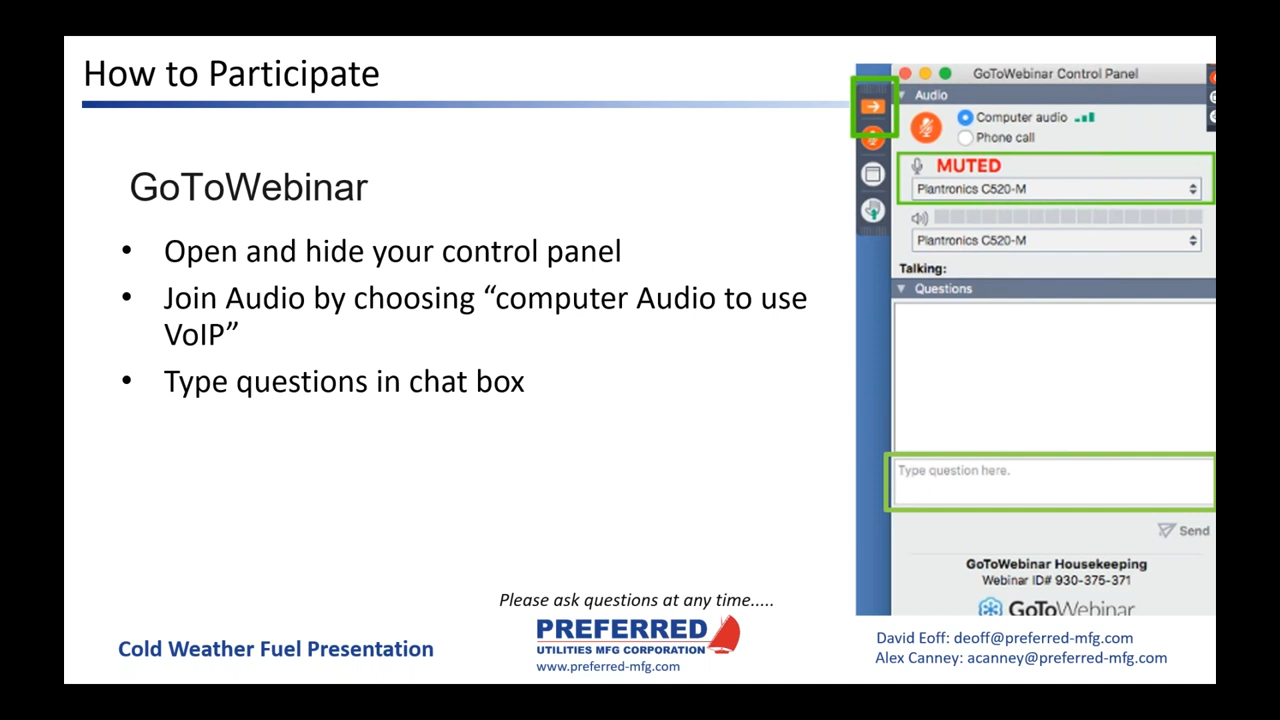 How to Participate
GoToWebinar
• Open and hide your control panel
• Join Audio by choosing “computer Audio to use
VoIP”
• Type questions in chat box
GoToWebinar Control Panel
Audio
Computer audio
Phone call
MUTED
Plantronics C520-M
Plantronics C520-M
Talking:
Questions
Type question here.
Send
GoToWebinar Housekeeping
Webinar ID# 930-375-371
GoToWebinar
Please ask questions at any time.....
Cold Weather Fuel Presentation
PREFERRED
UTILITIES MFG CORPORATION
www.preferred-mfg.com
David Eoff: deoff@preferred-mfg.com
Alex Canney: acanney@preferred-mfg.com